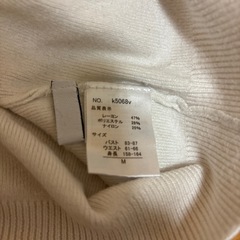 NO. k5068v
品質表示
レーヨン 47%
ポリエステル 28%
ナイロン 25%
サイズ
バスト 80-87
ウエスト 61-68
身長 150-164
M